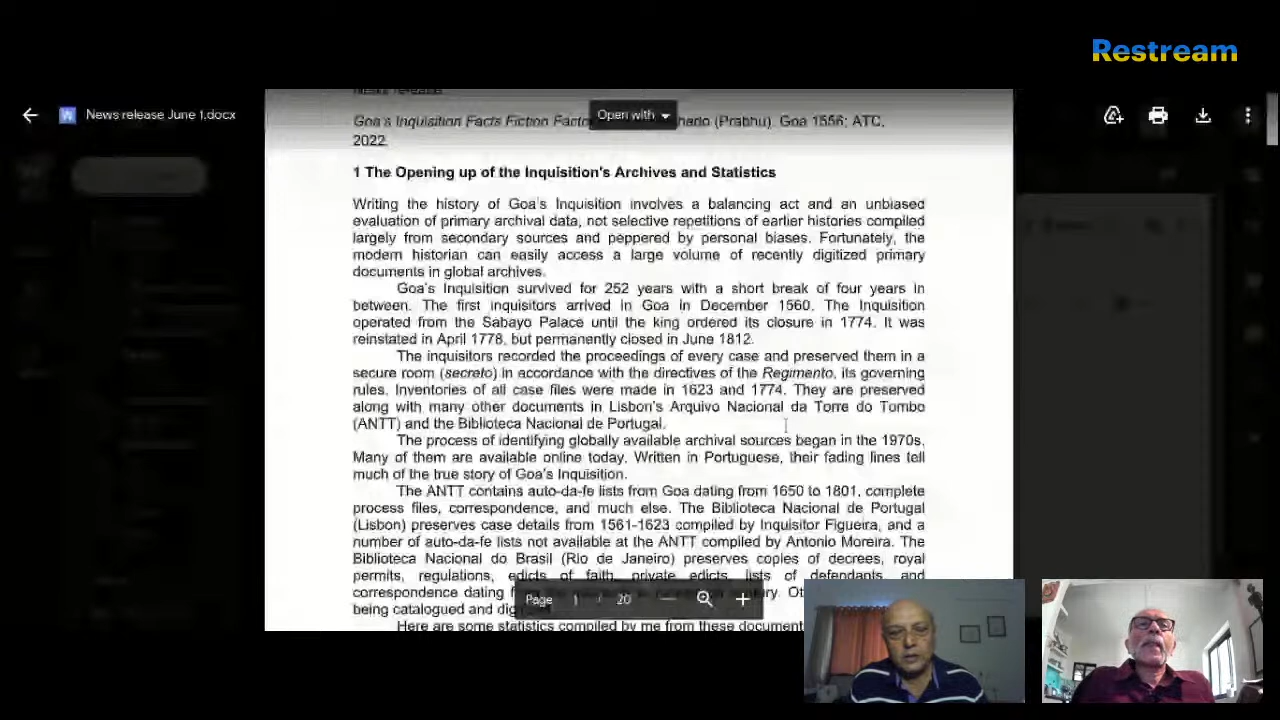 Restream
News release June 1.docx
Open with
Goa's Inquisition Facts Fiction (Prabhu). Goa 1556; ATC,
2022.
1 The Opening up of the Inquisition's Archives and Statistics
Writing the history of Goa's Inquisition involves a balancing act and an unbiased
evaluation of primary archival data, not selective repetitions of earlier histories compiled
largely from secondary sources and peppered by personal biases. Fortunately, the
modern historian can easily access a large volume of recently digitized primary
documents in global archives.
Goa's Inquisition survived for 252 years with a short break of four years in
between. The first inquisitors arrived in Goa in December 1560. The Inquisition
operated from the Sabayo Palace until the king ordered its closure in 1774. It was
reinstated in April 1778, but permanently closed in June 1812.
The inquisitors recorded the proceedings of every case and preserved them in a
secure room (secreto) in accordance with the directives of the Regimento, its governing
rules. Inventories of all case files were made in 1623 and 1774. They are preserved
along with many other documents in Lisbon's Arquivo Nacional da Torre do Tombo
(ANTT) and the Biblioteca Nacional de Portugal.
The process of identifying globally available archival sources began in the 1970s.
Many of them are available online today. Written in Portuguese, their fading lines tell
much of the true story of Goa's Inquisition.
The ANTT contains auto-da-fe lists from Goa dating from 1650 to 1801, complete
process files, correspondence, and much else. The Biblioteca Nacional de Portugal
(Lisbon) preserves case details from 1561-1623 compiled by Inquisitor Figueira, and a
number of auto-da-fe lists not available at the ANTT compiled by Antonio Moreira. The
Biblioteca Nacional do Brasil (Rio de Janeiro) preserves copies of decrees, royal
permits, regulations, edicts of faith, private edicts, lists of defendants, and
correspondence dating
being catalogued and
Here are some statistics compiled by me from these
Page 1 / 20